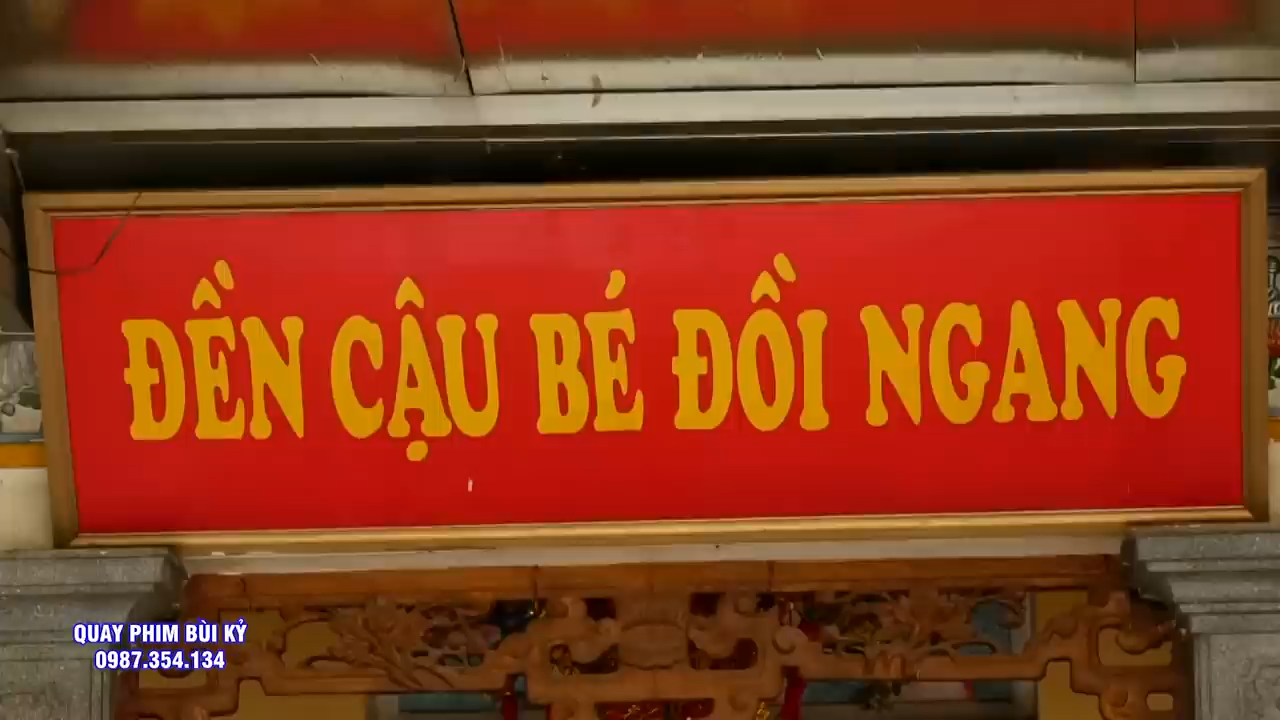 ĐỀN CẬU BÉ ĐỒI NGANG
QUAY PHIM BÙI KỶ
0987.354.134